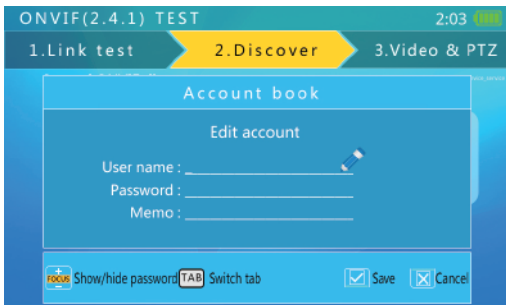 ONVIF(2.4.1) TEST 2:03
1.Link test 2.Discover 3.Video & PTZ
Account book
Edit account
User name : _
Password :
Memo :
FOCUS Show/hide password TAB Switch tab Save Cancel